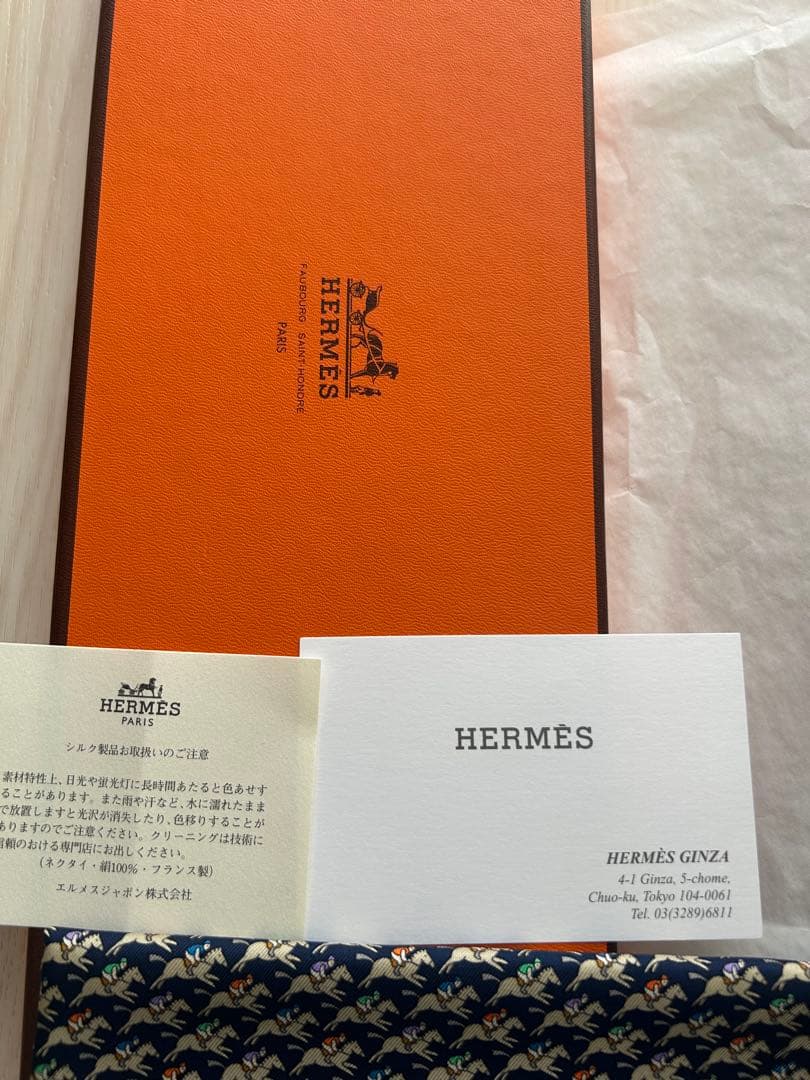 HERMÈS
FAUBOURG SAINT HONORÉ
PARIS
HERMÈS
PARIS
シルク製品お取扱いのご注意
素材特性上、日光や蛍光灯に長時間あたると色あせす
ることがあります。また雨や汗など、水に濡れたまま
で放置しますと光沢が消失したり、色移りすることが
ありますのでご注意ください。クリーニングは技術に
信頼のおける専門店にお出しください。
(ネクタイ・絹100%・フランス製)
エルメスジャポン株式会社
HERMÈS
HERMÈS GINZA
4-1 Ginza, 5-chome,
Chuo-ku, Tokyo 104-0061
Tel. 03(3289)6811